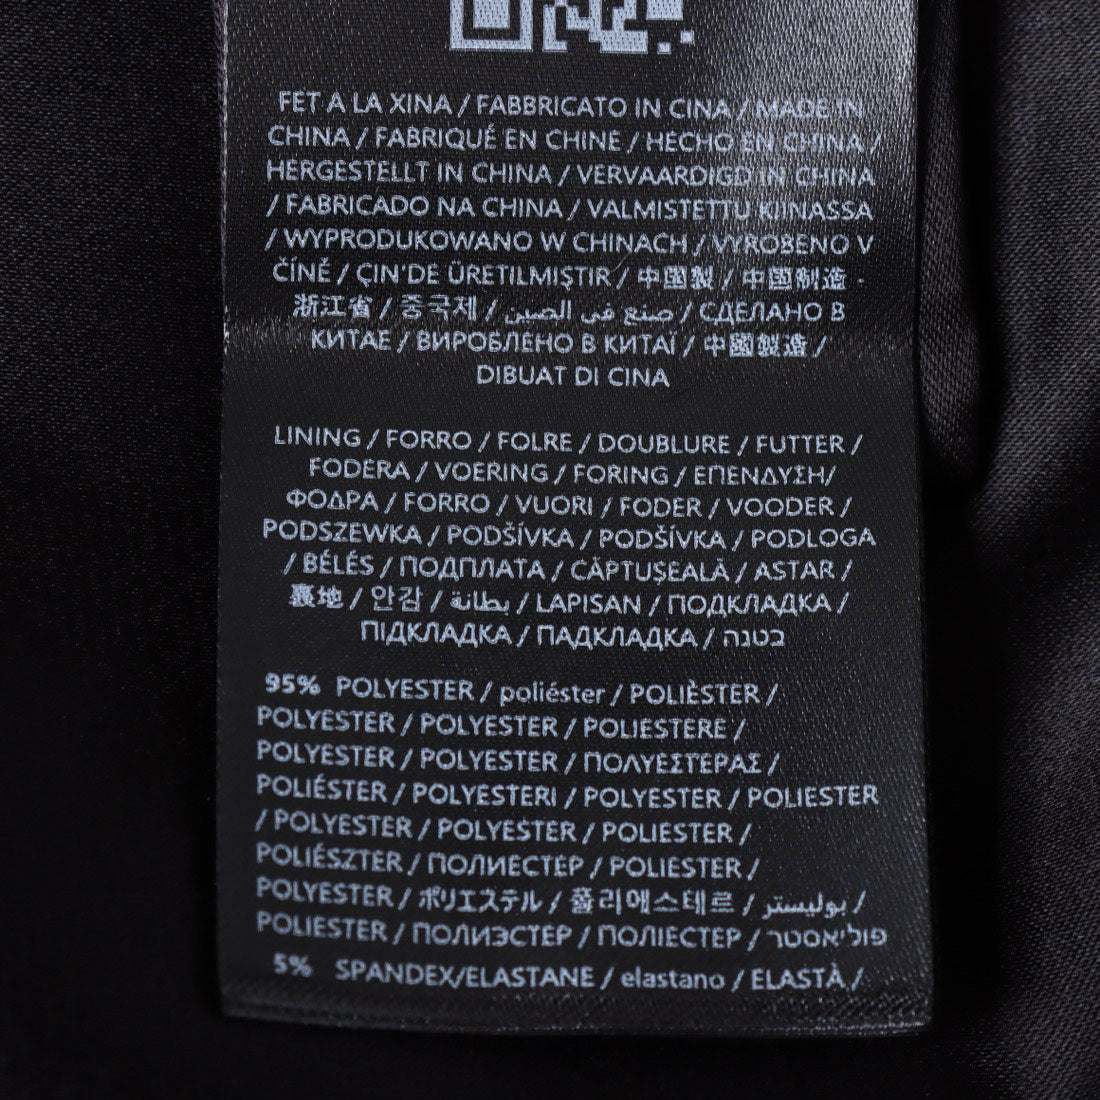 FET A LA XINA / FABBRICATO IN CINA / MADE IN
CHINA / FABRIQUÉ EN CHINE / HECHO EN CHINA /
HERGESTELLT IN CHINA / VERVAARDIGD IN CHINA
/ FABRICADO NA CHINA / VALMISTETTU KIINASSA
/ WYPRODUKOWANO W CHINACH / VYROBENO V
ČÍNĚ / ÇIN'DE ÜRETILMIŞTIR / 中國製 / 中国制造 ·
浙江省 / 중국제 / صنع في الصين / СДЕЛАНО В
КИТАЕ / ВИРОБЛЕНО В КИТАЇ / 中國製造 /
DIBUAT DI CINA
LINING / FORRO / FOLRE / DOUBLURE / FUTTER /
FODERA / VOERING / FORING / ΕΠΕΝΔΥΣΗ/
ΦΟΔΡΑ / FORRO / VUORI / FODER / VOODER /
PODSZEWKA / PODŠÍVKA / PODŠÍVKA / PODLOGA
/ BÉLÉS / ПОДПЛАТА / CĂPTUŞEALĂ / ASTAR /
裏地 / 안감 / بطانة / LAPISAN / ПОДКЛАДКА /
ПІДКЛАДКА / ПАДКЛАДКА / בטנה
95% POLYESTER / poliéster / POLIÈSTER /
POLYESTER / POLYESTER / POLIESTERE /
POLYESTER / POLYESTER / ΠΟΛΥΕΣΤΕΡΑΣ /
POLIÉSTER / POLYESTERI / POLYESTER / POLIESTER
/ POLYESTER / POLYESTER / POLIESTER /
POLIÉSZTER / ПОЛИЕСТЕР / POLIESTER /
POLYESTER / ポリエステル / 폴리에스테르 / بوليستر /
POLIESTER / ПОЛИЭСТЕР / ПОЛІЕСТЕР / פוליאסטר
5% SPANDEX/ELASTANE / elastano / ELASTÀ /